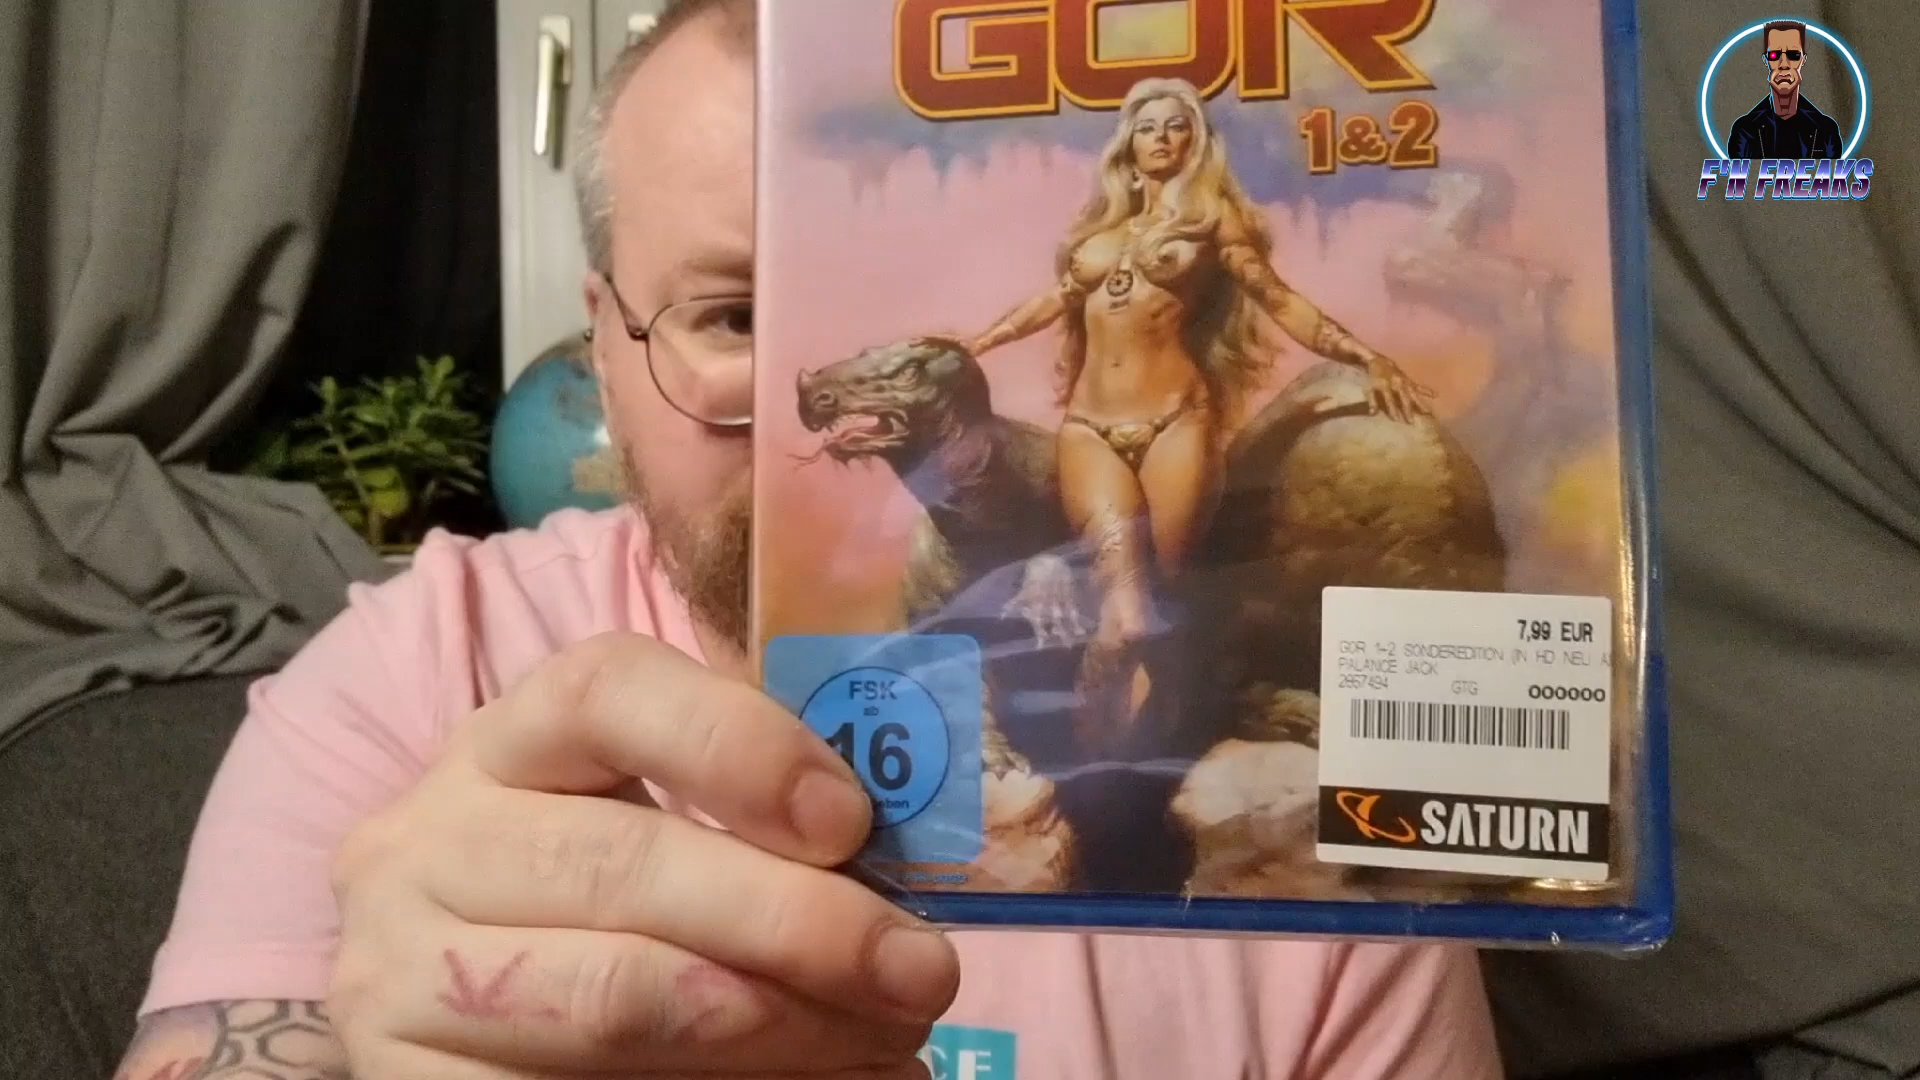 GOR
1&2
F'N FREAKS
7,99 EUR
GOR 1-2 SONDEREDITION (IN HD NEU A
PALANCE JACK
2657494 GTG 000000
SATURN
FSK
ab
16